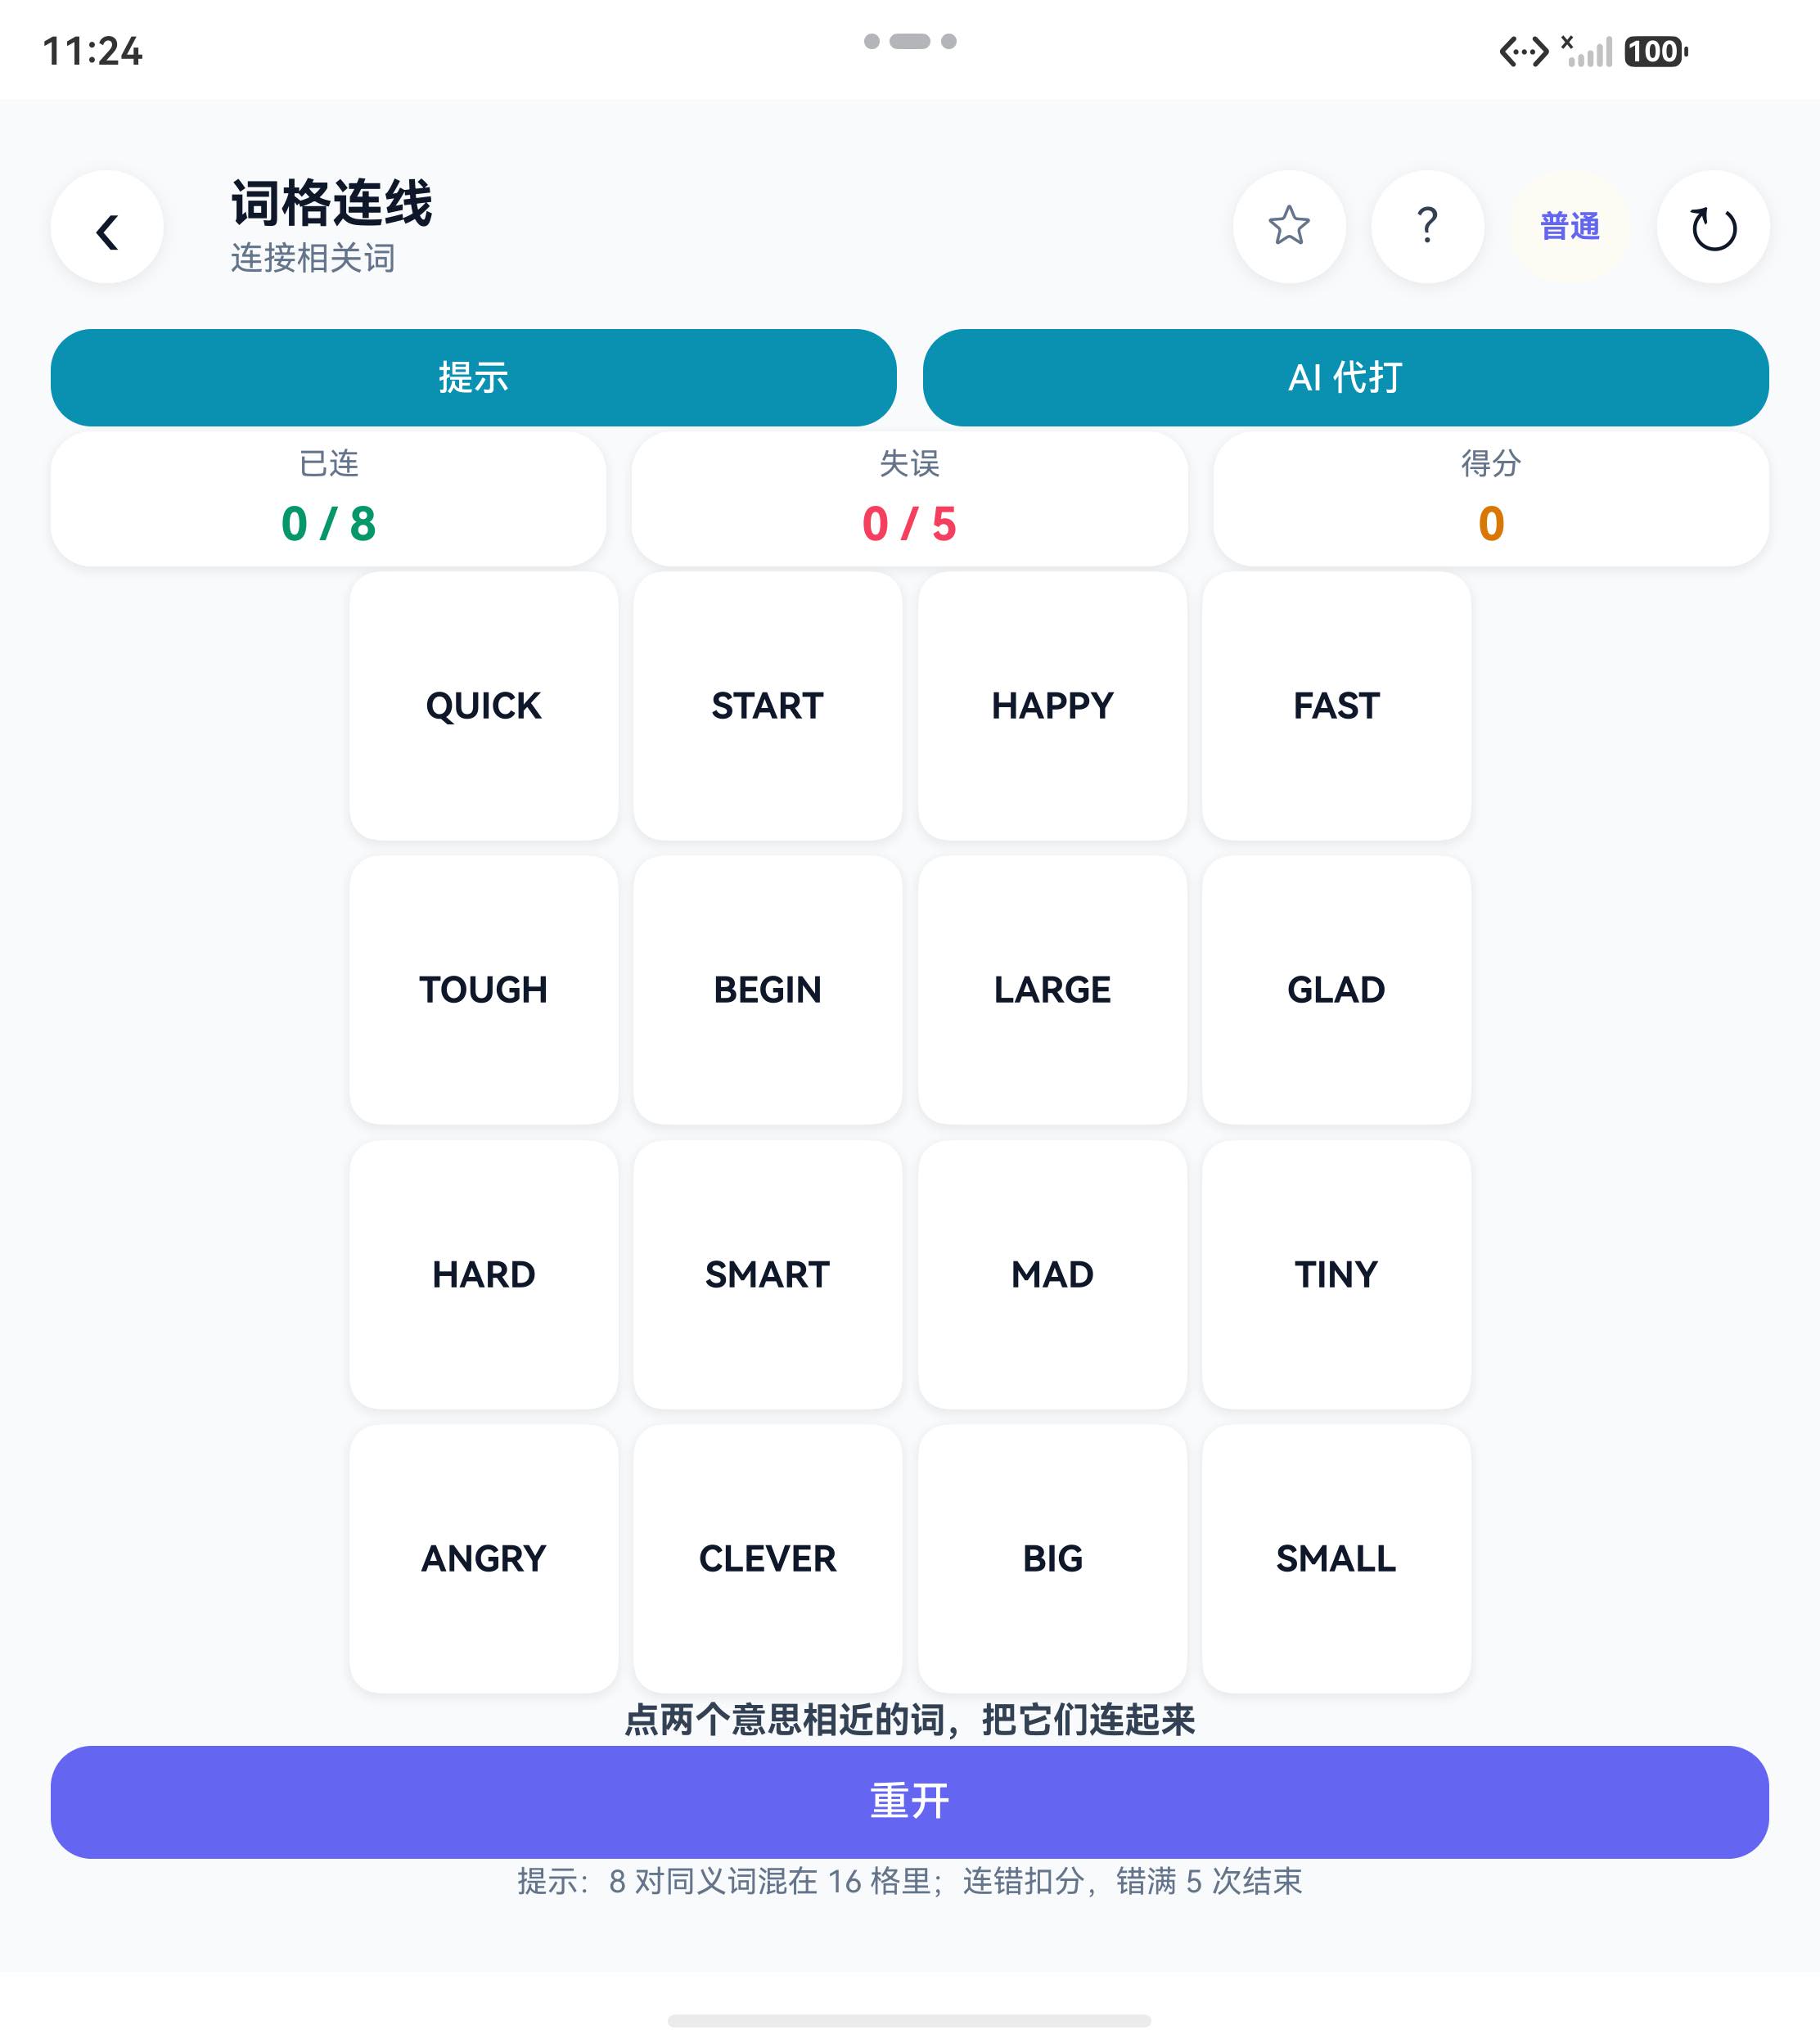 11:24
100
词格连线
连接相关词
?
普通
提示
AI 代打
已连
失误
得分
0 / 8
0 / 5
0
QUICK
START
HAPPY
FAST
TOUGH
BEGIN
LARGE
GLAD
HARD
SMART
MAD
TINY
ANGRY
CLEVER
BIG
SMALL
点两个意思相近的词，把它们连起来
重开
提示：8 对同义词混在 16 格里；连错扣分，错满 5 次结束